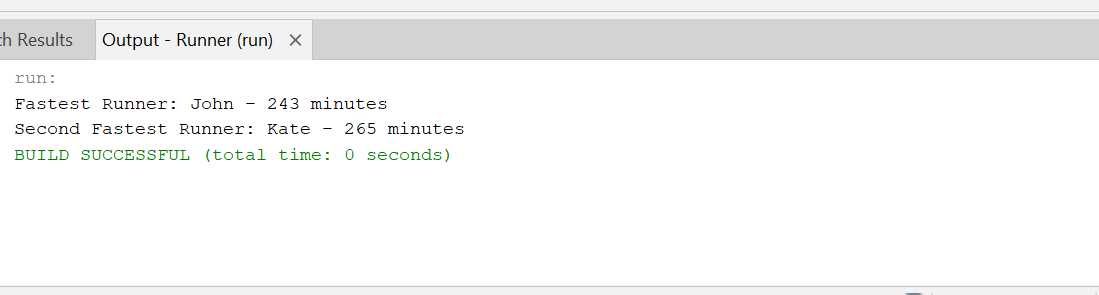 ch Results
Output - Runner (run)
run:
Fastest Runner: John - 243 minutes
Second Fastest Runner: Kate - 265 minutes
BUILD SUCCESSFUL (total time: 0 seconds)